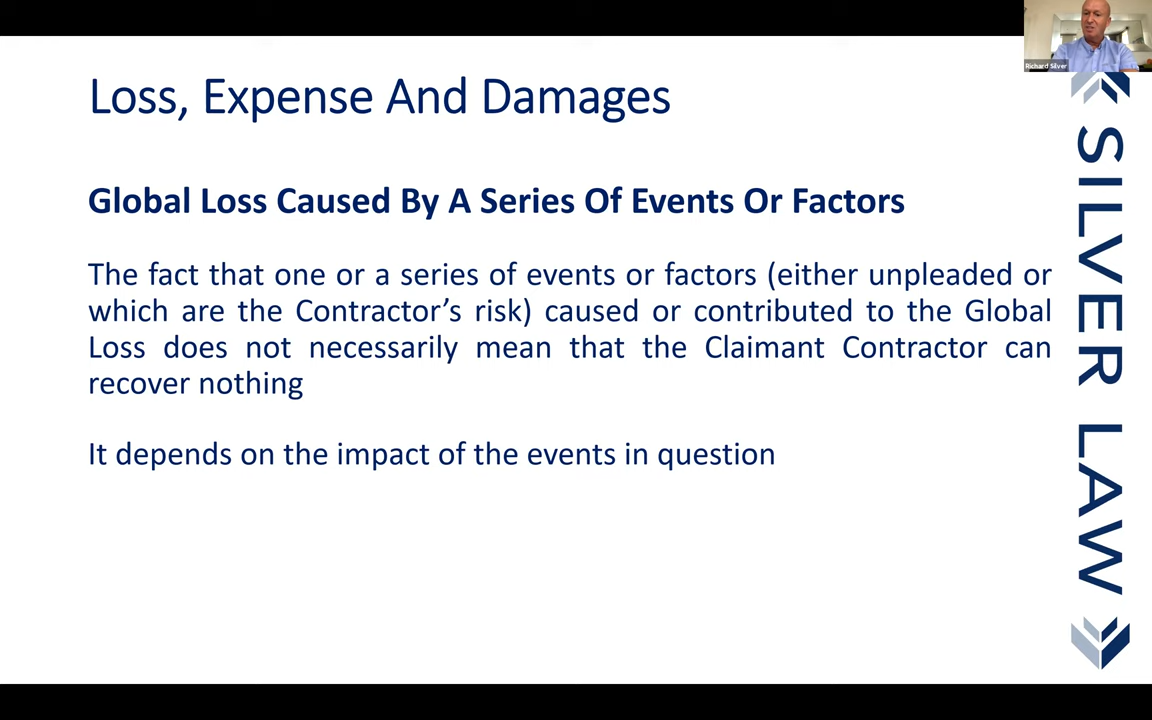 Loss, Expense And Damages
Global Loss Caused By A Series Of Events Or Factors
The fact that one or a series of events or factors (either unpleaded or
which are the Contractor’s risk) caused or contributed to the Global
Loss does not necessarily mean that the Claimant Contractor can
recover nothing
It depends on the impact of the events in question
Richard Silver
SILVER LAW